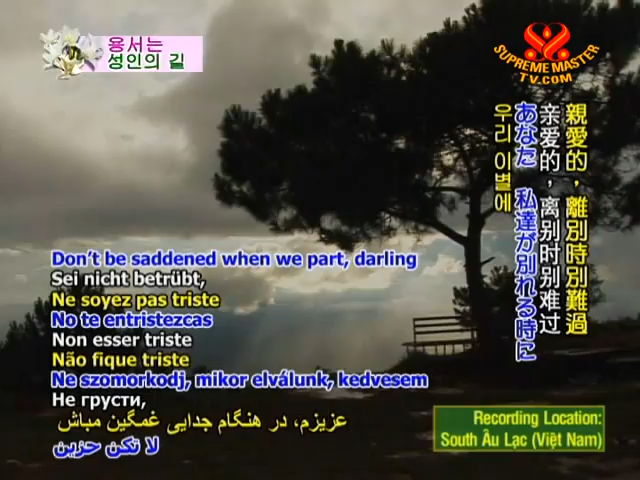 용서는
성인의 길
SUPREME MASTER
TV.COM
親愛的，離別時別難過
亲爱的，离别时别难过
あなた 私達が別れる時に
우리 이별에
Don't be saddened when we part, darling
Sei nicht betrübt,
Ne soyez pas triste
No te entristezcas
Non esser triste
Não fique triste
Ne szomorkodj, mikor elválunk, kedvesem
Не грусти,
عزیزم، در هنگام جدایی غمگین مباش
لا تكن حزين
Recording Location:
South Âu Lạc (Việt Nam)